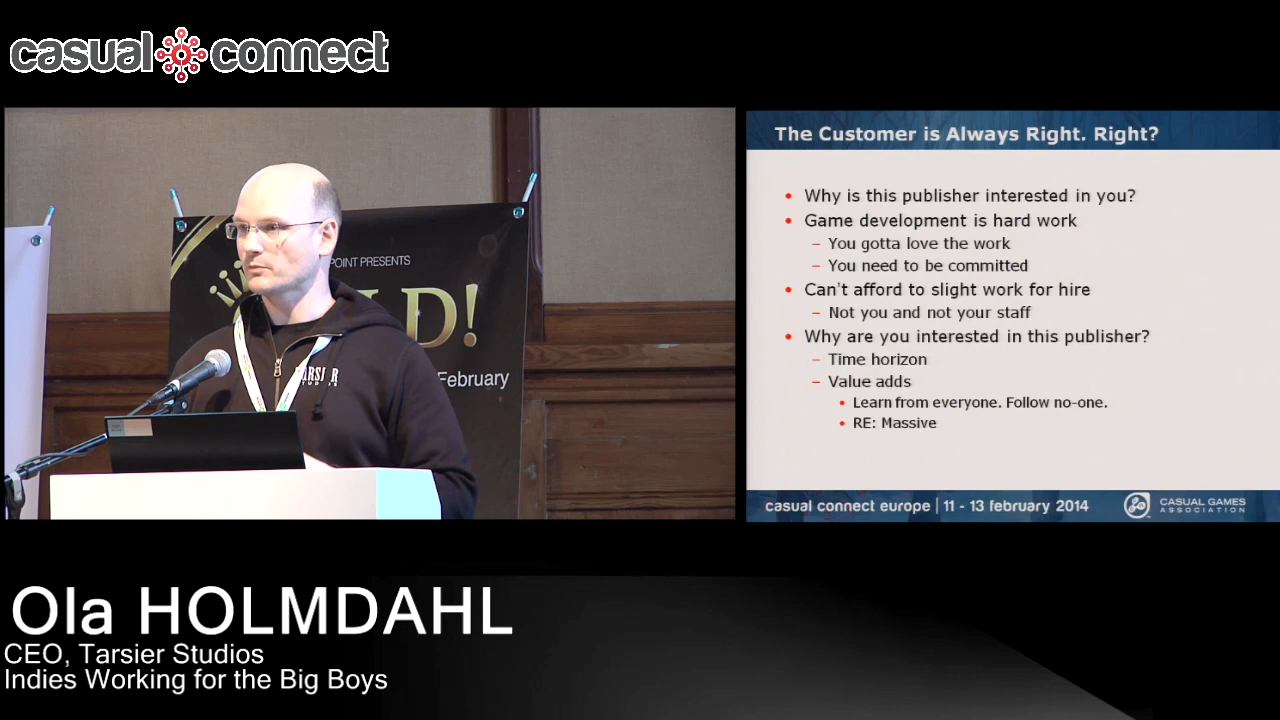 casual connect
POINT PRESENTS
LD!
February
TARSIER
STUDIOS
The Customer is Always Right. Right?
• Why is this publisher interested in you?
• Game development is hard work
– You gotta love the work
– You need to be committed
• Can't afford to slight work for hire
– Not you and not your staff
• Why are you interested in this publisher?
– Time horizon
– Value adds
• Learn from everyone. Follow no-one.
• RE: Massive
casual connect europe | 11 - 13 february 2014
CASUAL GAMES
ASSOCIATION
Ola HOLMDAHL
CEO, Tarsier Studios
Indies Working for the Big Boys